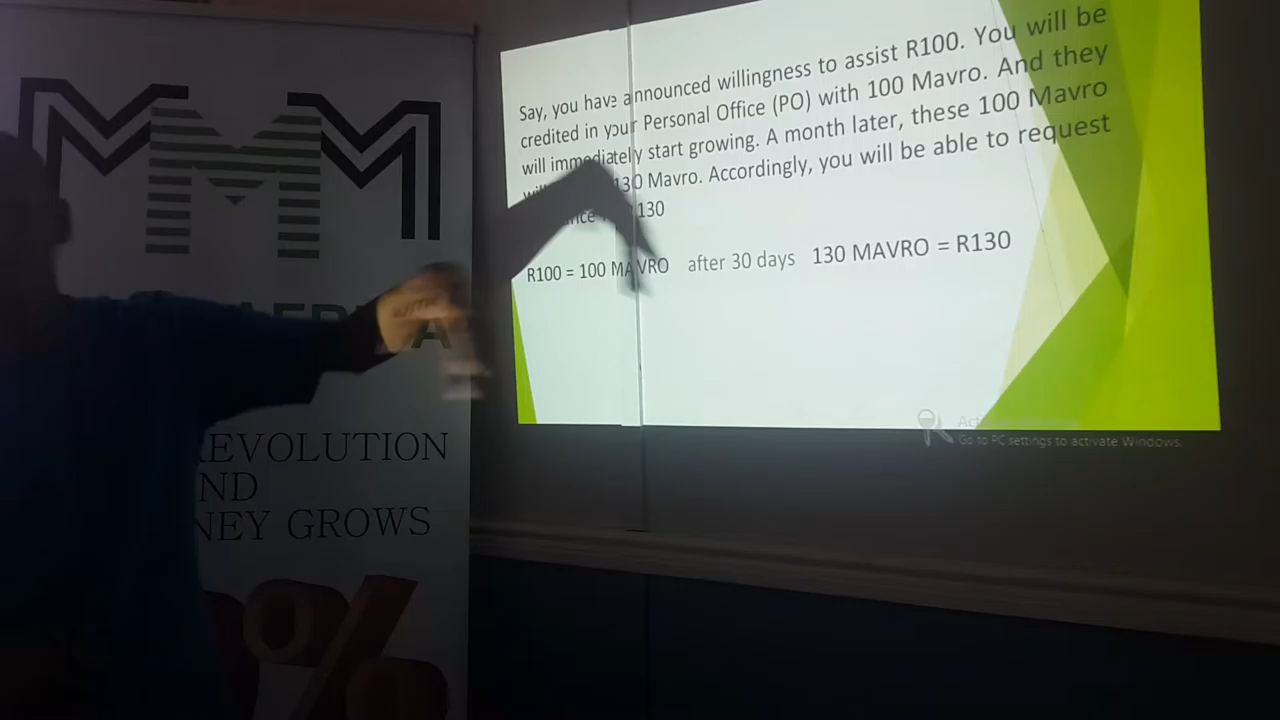 MMM
Say, you have announced willingness to assist R100. You will be
credited in your Personal Office (PO) with 100 Mavro. And they
will immediately start growing. A month later, these 100 Mavro
130 Mavro. Accordingly, you will be able to request
130
R100 = 100 MAVRO after 30 days 130 MAVRO = R130
Go to PC settings to activate Windows.
EVOLUTION
ND
NEY GROWS
%